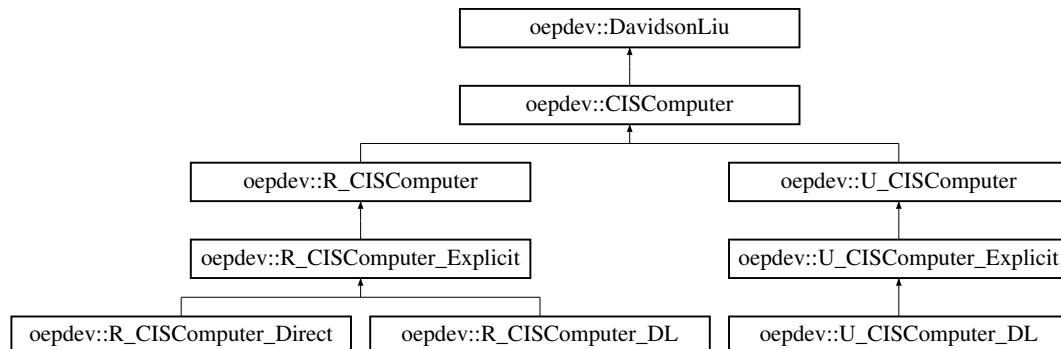 oepdev::DavidsonLiu
oepdev::CISComputer
oepdev::R_CISComputer
oepdev::U_CISComputer
oepdev::R_CISComputer_Explicit
oepdev::U_CISComputer_Explicit
oepdev::R_CISComputer_Direct
oepdev::R_CISComputer_DL
oepdev::U_CISComputer_DL